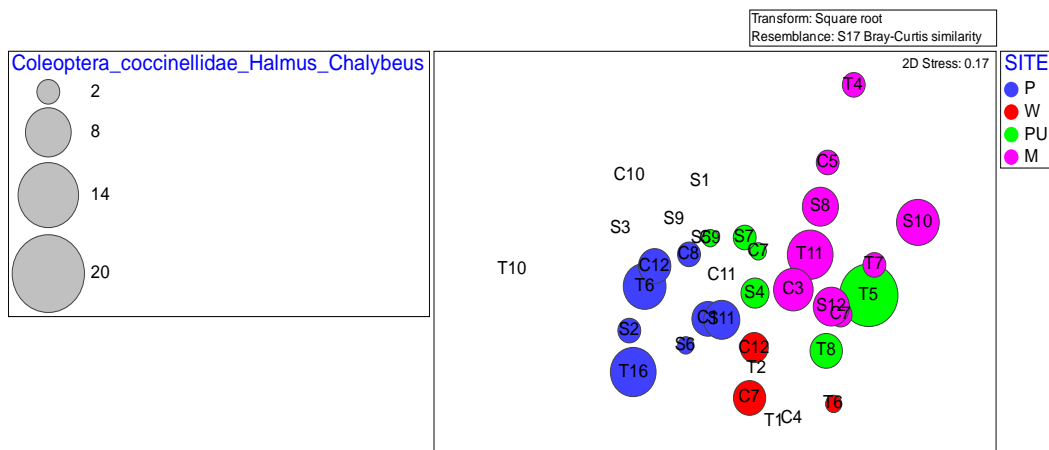 Transform: Square root
Resemblance: S17 Bray-Curtis similarity
Coleoptera_coccinellidae_Halmus_Chalybeus
2
8
14
20
2D Stress: 0.17
SITE
P
W
PU
M
T4
C5
C10
S1
S8
S10
S9
S3
S9
S7
C7
C8
T11
C12
T10
C11
T7
T6
C3
S4
T5
S12
C7
S11
S2
S6
C12
T8
T2
T16
C7
T6
T1
C4